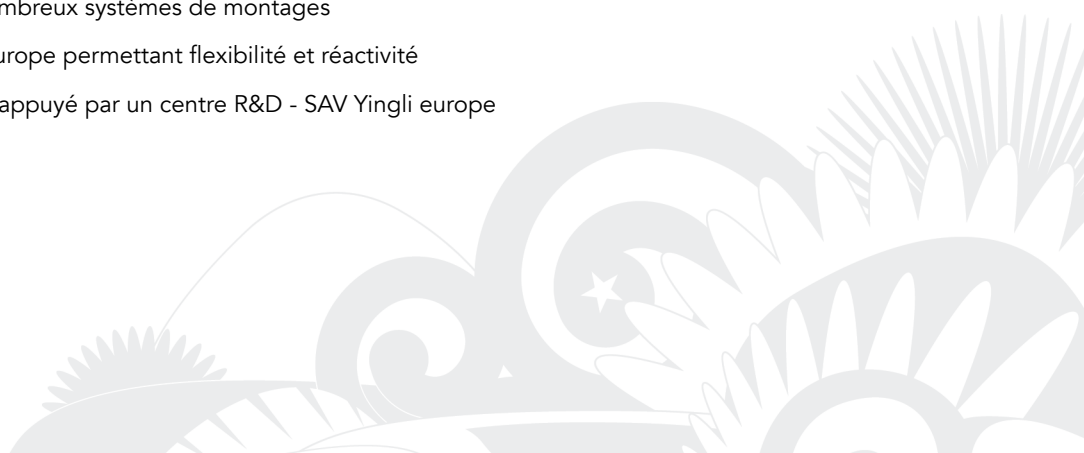 mbreux systèmes de montages
urope permettant flexibilité et réactivité
appuyé par un centre R&D - SAV Yingli europe